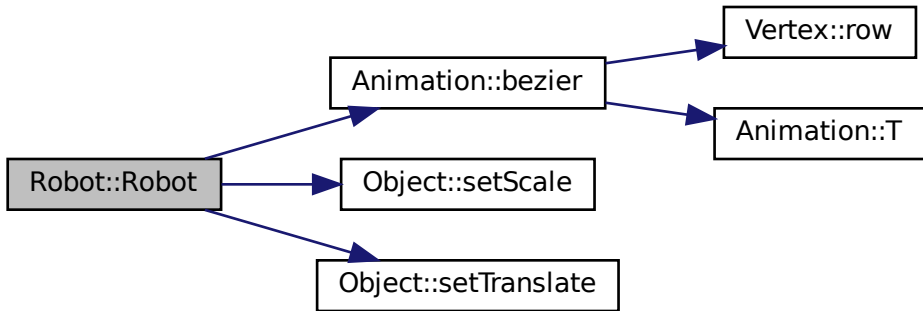 Robot::Robot
Animation::bezier
Vertex::row
Animation::T
Object::setScale
Object::setTranslate